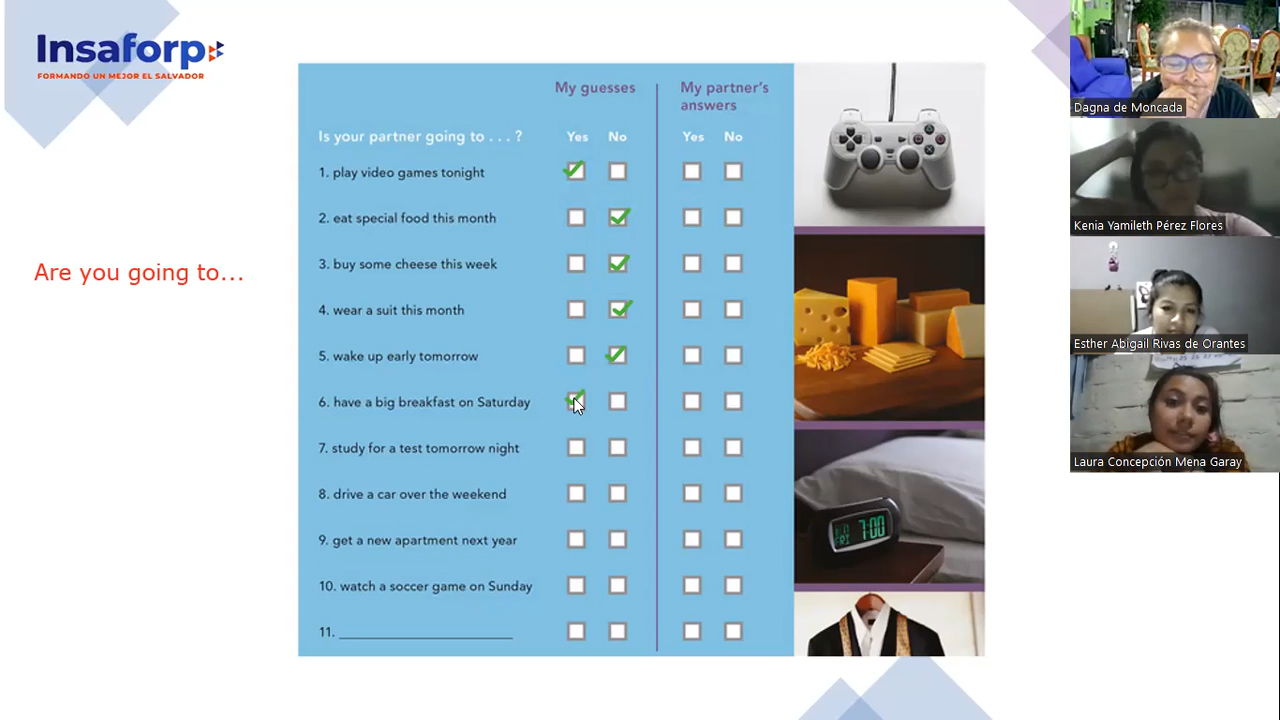 Insaforp
FORMANDO UN MEJOR EL SALVADOR
Are you going to...
My guesses
My partner's
answers
Is your partner going to . . . ?
Yes
No
Yes
No
1. play video games tonight
2. eat special food this month
3. buy some cheese this week
4. wear a suit this month
5. wake up early tomorrow
6. have a big breakfast on Saturday
7. study for a test tomorrow night
8. drive a car over the weekend
9. get a new apartment next year
10. watch a soccer game on Sunday
11.
FRI 7:00
Dagna de Moncada
Kenia Yamileth Pérez Flores
Esther Abigail Rivas de Orantes
Laura Concepción Mena Garay